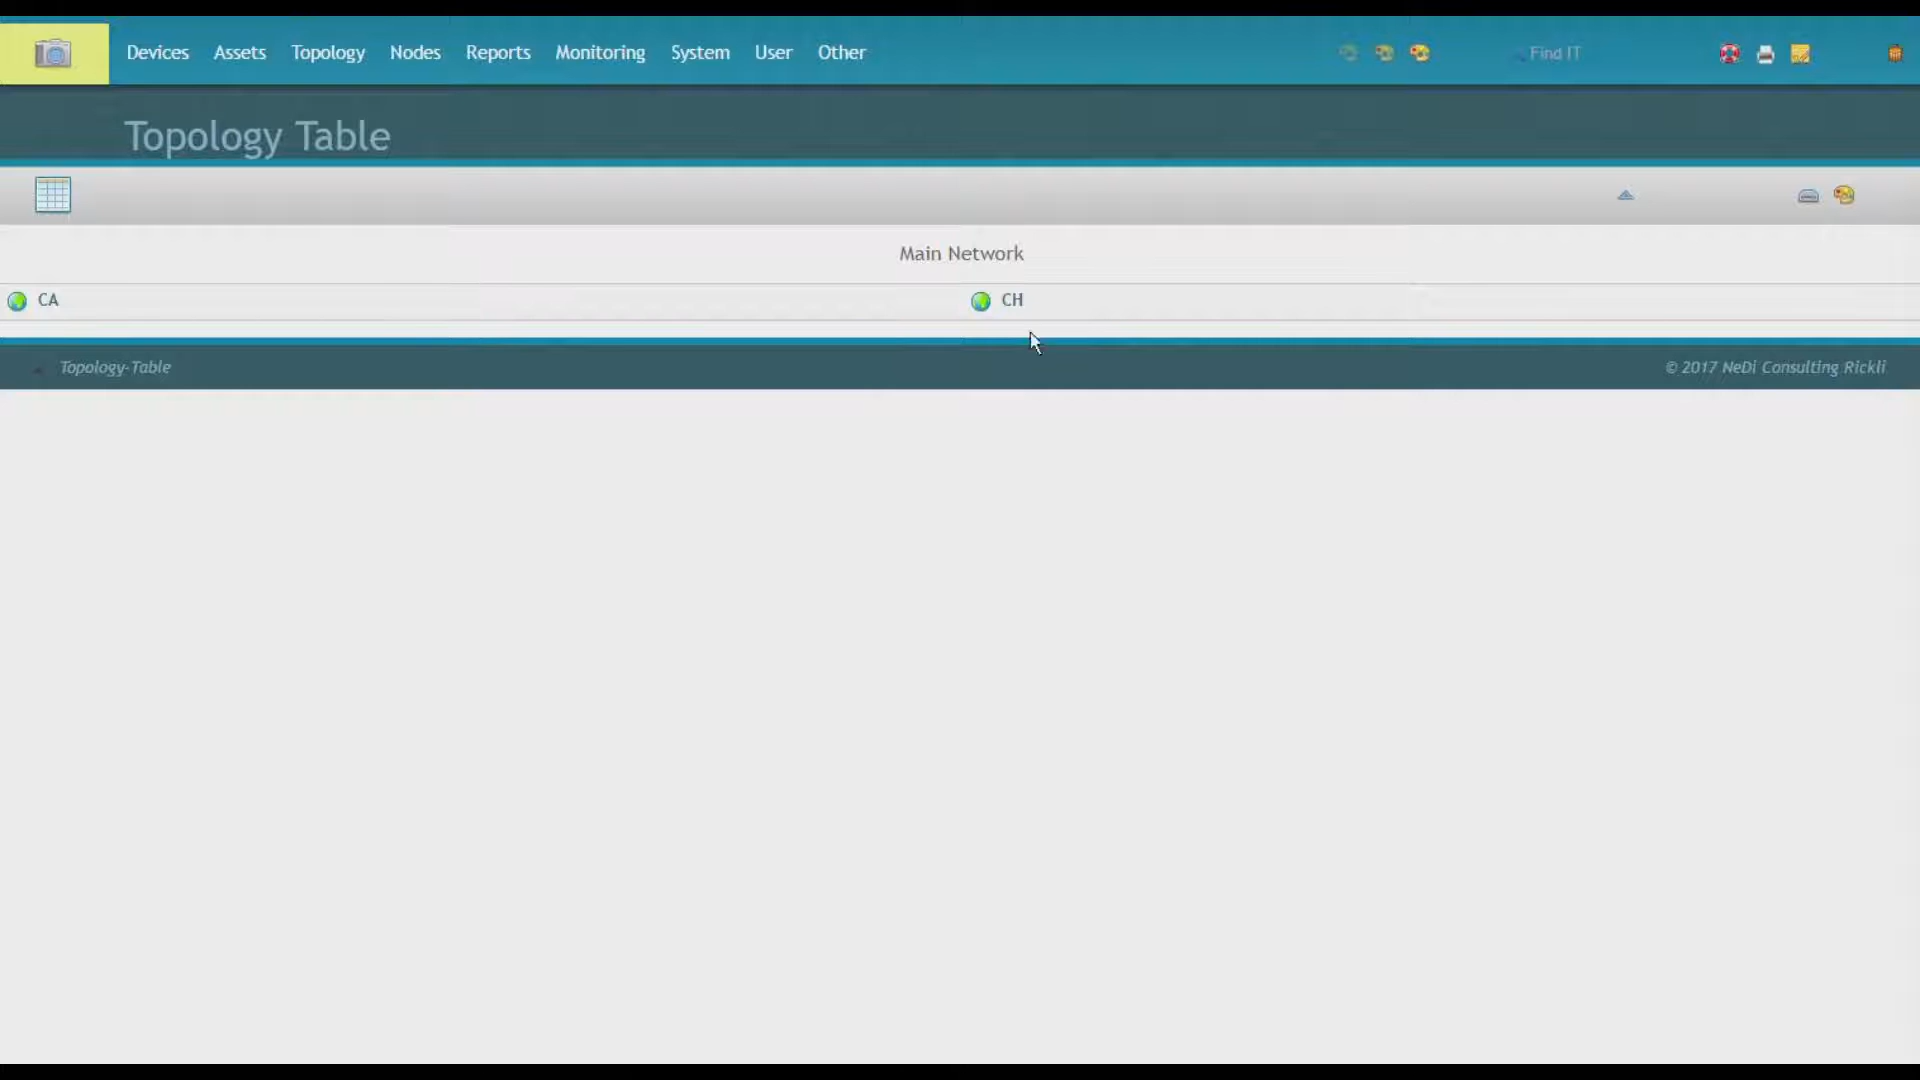 Devices Assets Topology Nodes Reports Monitoring System User Other Find IT
Topology Table
Main Network
CA CH
Topology-Table © 2017 NeDi Consulting Rickli